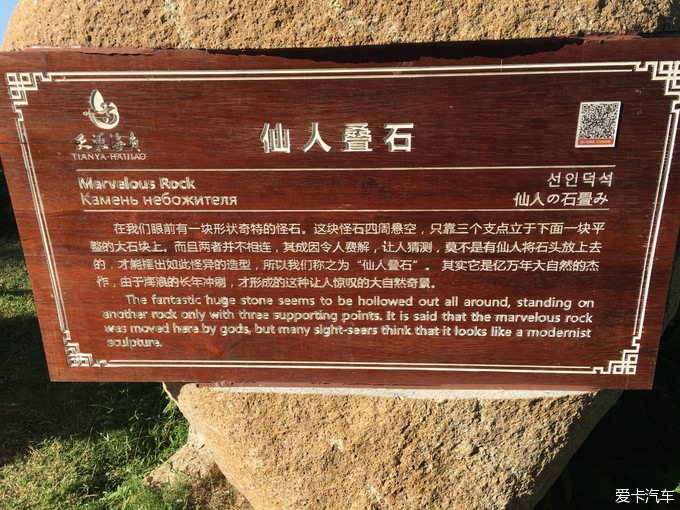 天涯海角
TIANYA-HAIJIAO
仙人叠石
Marvelous Rock
선인덕석
Камень небожителя
仙人の石畳み
在我们眼前有一块形状奇特的怪石。这块怪石四周悬空，只靠三个支点立于下面一块平
整的大石块上。而且两者并不相连，其成因令人费解，让人猜测，莫不是有仙人将石头放上去
的，才能摆出如此怪异的造型，所以我们称之为“仙人叠石”。其实它是亿万年大自然的杰
作，由于海浪的长年冲刷，才形成的这种让人惊叹的大自然奇景。
The fantastic huge stone seems to be hollowed out all around, standing on
another rock only with three supporting points. It is said that the marvelous rock
was moved here by gods, but many sight-seers think that it looks like a modernist
sculpture.
爱卡汽车